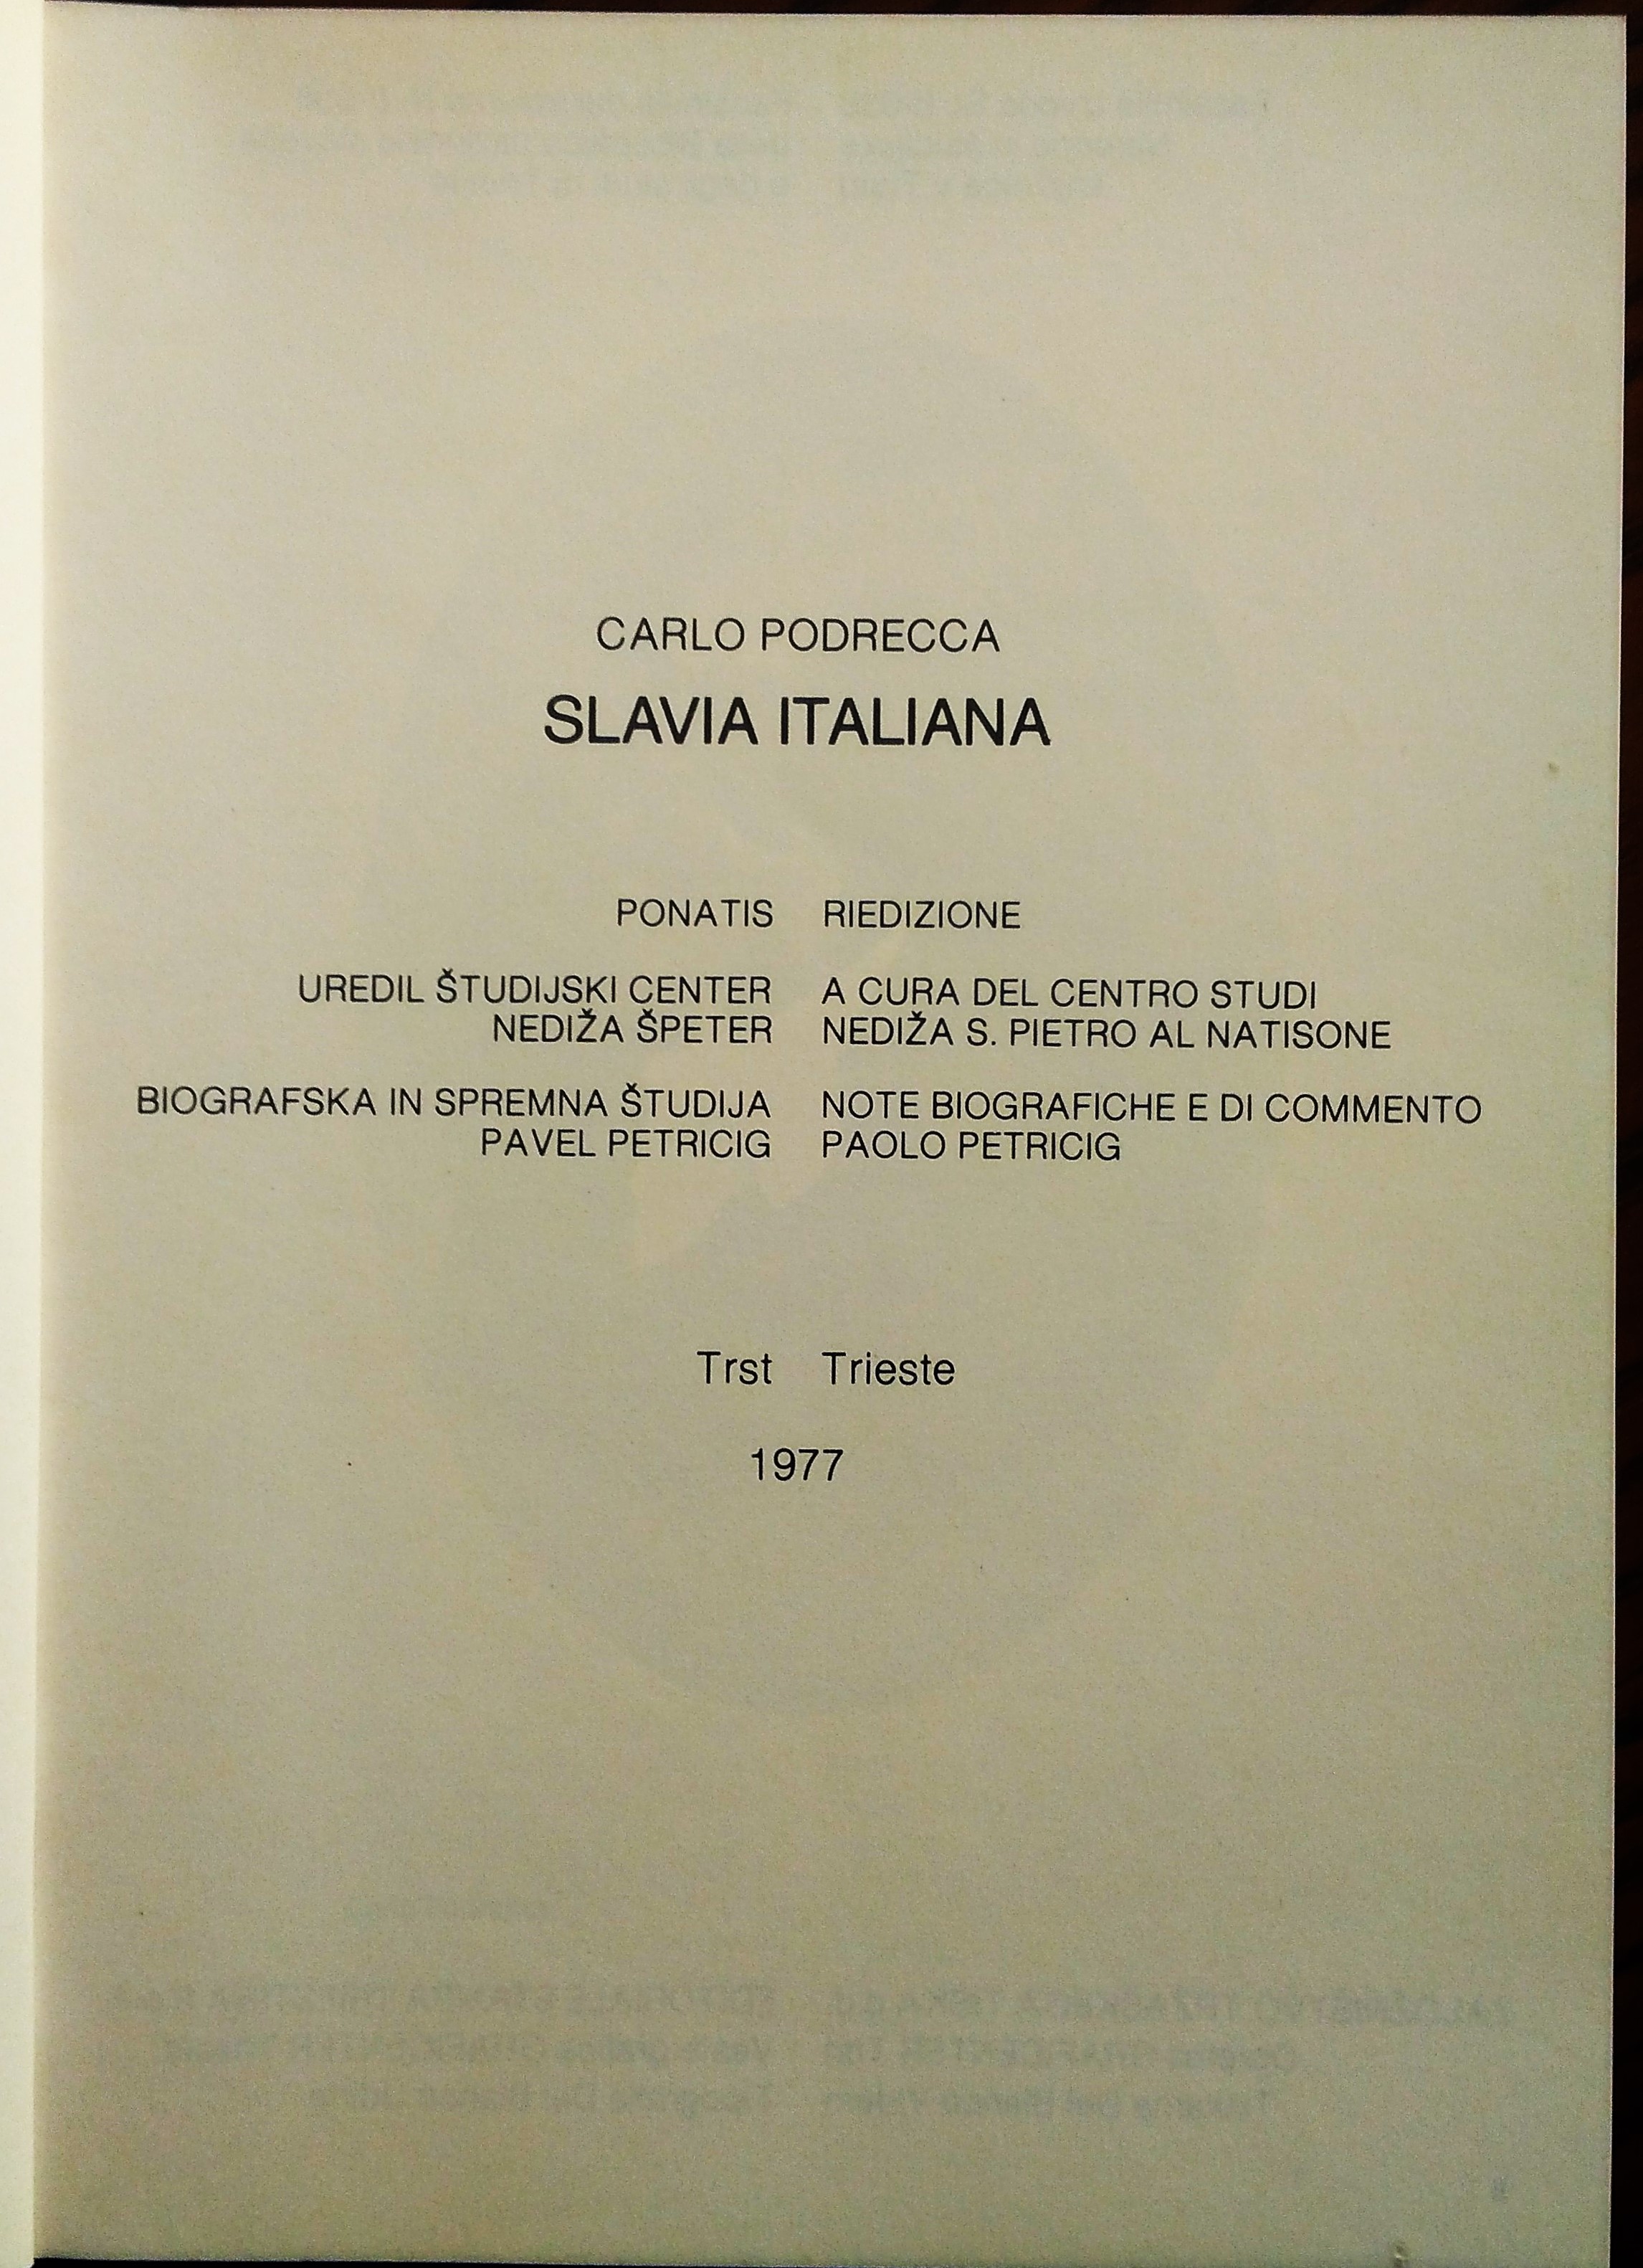 CARLO PODRECCA
SLAVIA ITALIANA
PONATIS RIEDIZIONE
UREDIL ŠTUDIJSKI CENTER A CURA DEL CENTRO STUDI
NEDIŽA ŠPETER NEDIŽA S. PIETRO AL NATISONE
BIOGRAFSKA IN SPREMNA ŠTUDIJA NOTE BIOGRAFICHE E DI COMMENTO
PAVEL PETRICIG PAOLO PETRICIG
Trst Trieste
1977